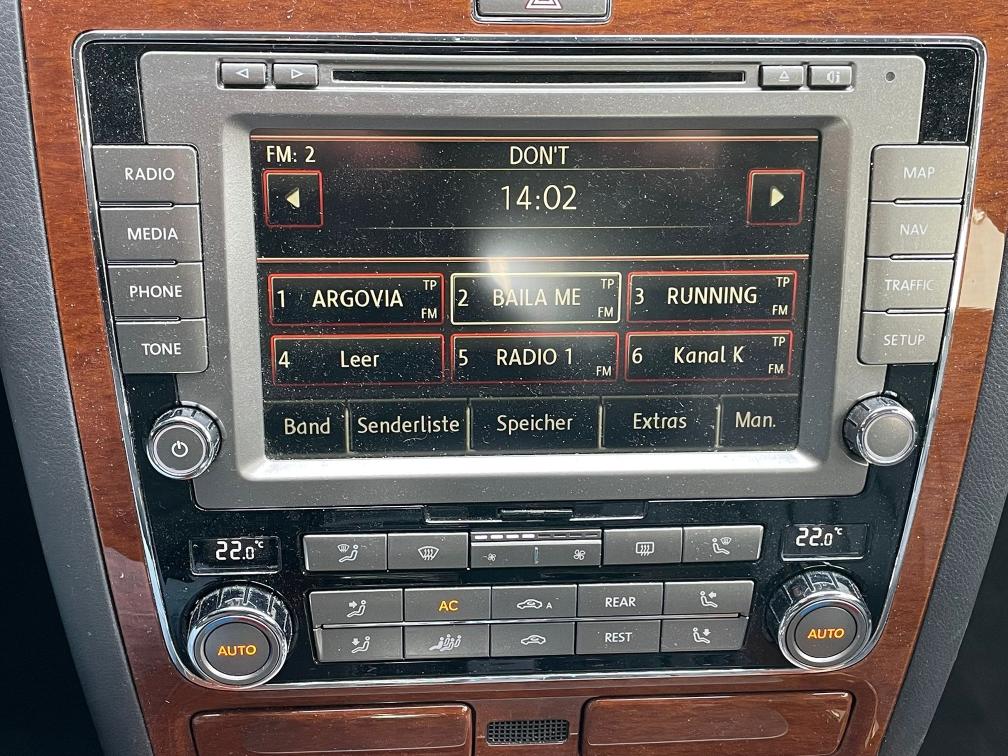 FM: 2
DON'T
14:02
RADIO
MEDIA
PHONE
TONE
MAP
NAV
TRAFFIC
SETUP
1 ARGOVIA TP FM
2 BAILA ME TP FM
3 RUNNING TP FM
4 Leer
5 RADIO 1 FM
6 Kanal K TP FM
Band Senderliste Speicher Extras Man.
22.0°C
22.0°C
AC A REAR
REST
AUTO
AUTO